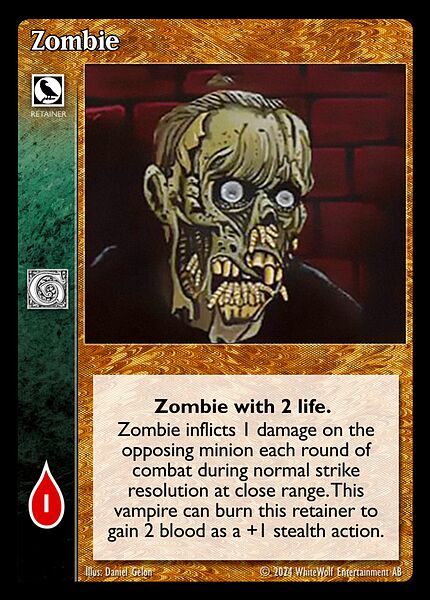 Zombie
RETAINER
Zombie with 2 life.
Zombie inflicts 1 damage on the
opposing minion each round of
combat during normal strike
resolution at close range.This
vampire can burn this retainer to
gain 2 blood as a +1 stealth action.
1
Illus: Daniel Gelon
© 2024 WhiteWolf Entertainment AB